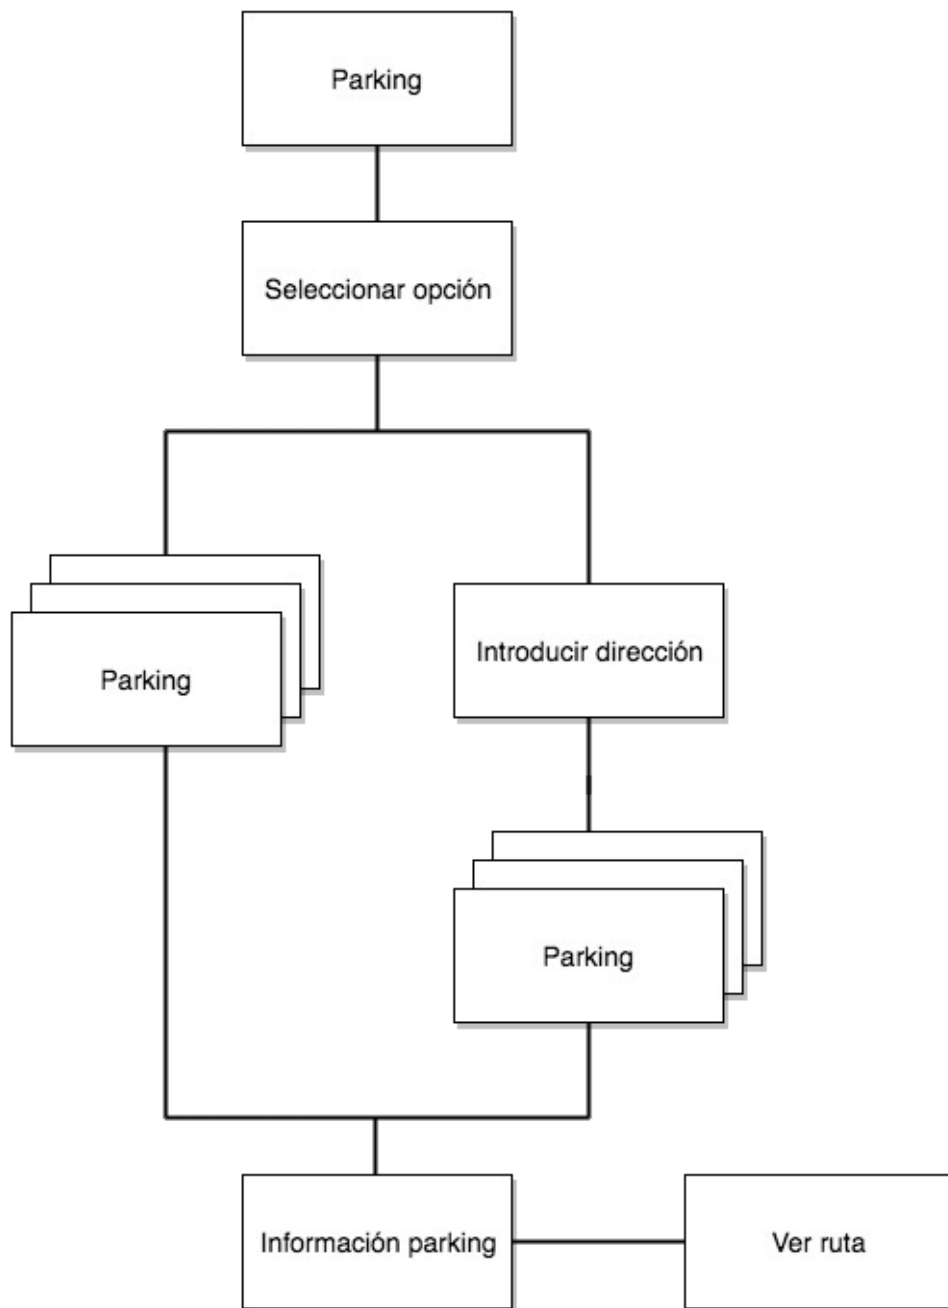 Parking
Seleccionar opción
Parking
Introducir dirección
Parking
Información parking
Ver ruta